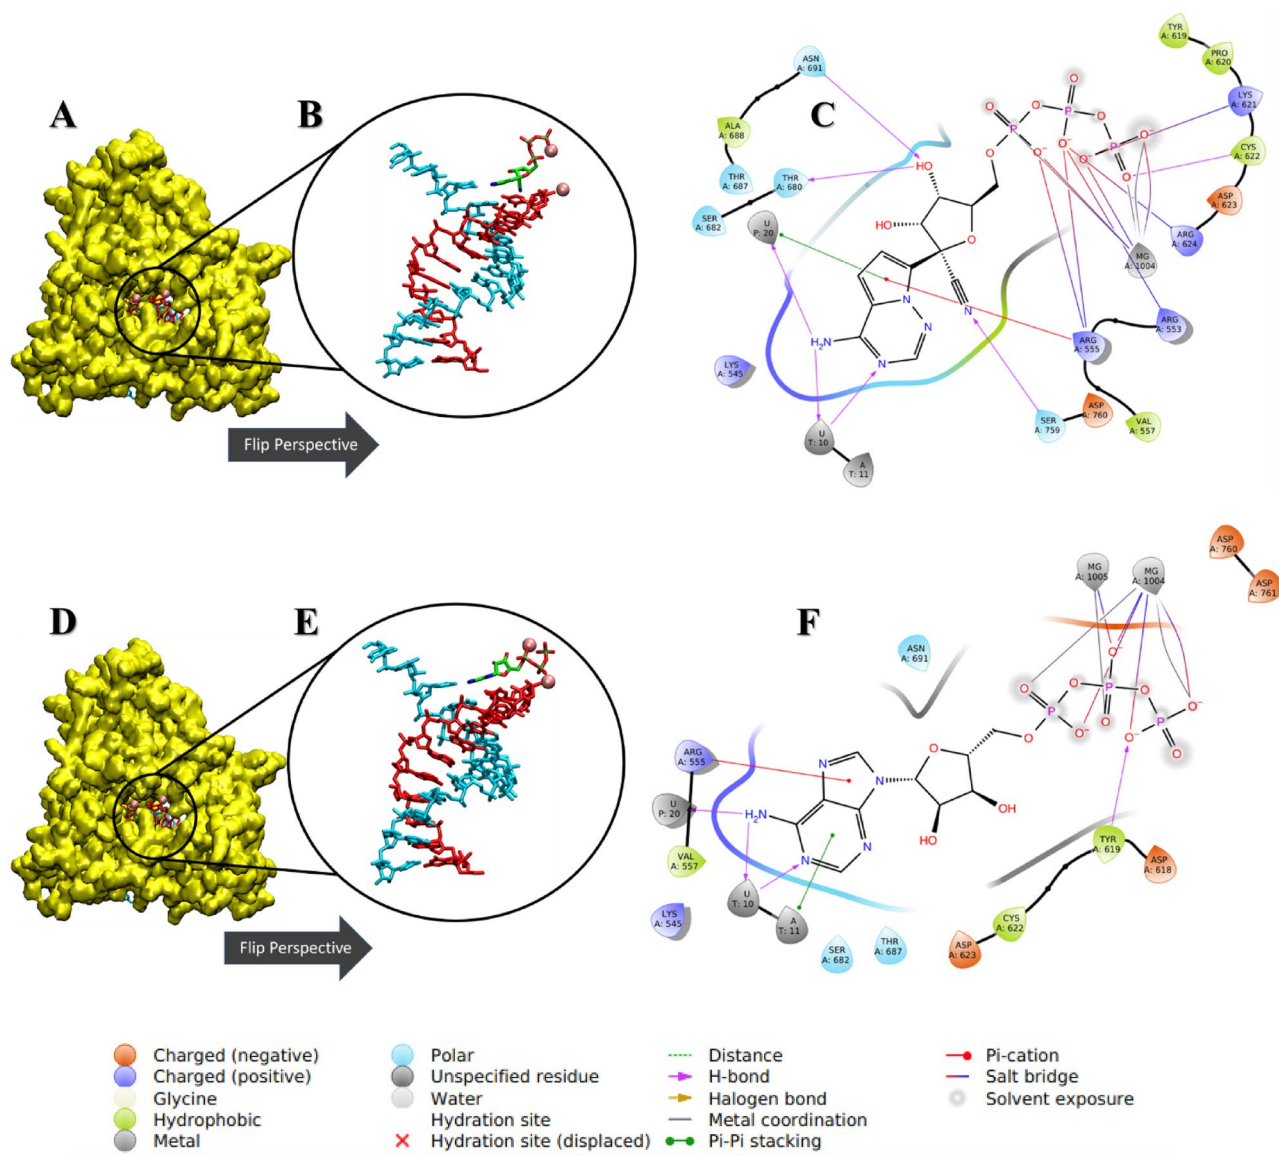 A
B
C
Flip Perspective
ASN
A: 691
ALA
A: 688
THR
A: 687
THR
A: 680
SER
A: 682
U
P: 20
LYS
A: 545
U
T: 10
A
T: 11
HO
HO
O
H₂N
N
N
N
N
O
O
P
O⁻
O
O
P
O⁻
O
P
O⁻
O⁻
O
TYR
A: 619
PRO
A: 620
LYS
A: 621
CYS
A: 622
ASP
A: 623
ARG
A: 624
MG
A: 1004
ARG
A: 553
ARG
A: 555
VAL
A: 557
ASP
A: 760
SER
A: 759
D
E
F
Flip Perspective
ASN
A: 691
MG
A: 1005
MG
A: 1004
ASP
A: 760
ASP
A: 761
ARG
A: 555
U
P: 20
VAL
A: 557
LYS
A: 545
U
T: 10
A
T: 11
SER
A: 682
THR
A: 687
H₂N
N
N
N
N
O
OH
HO
O
P
O
O⁻
O
P
O⁻
O
O
P
O⁻
O⁻
O
TYR
A: 619
ASP
A: 618
CYS
A: 622
ASP
A: 623
Charged (negative)
Charged (positive)
Glycine
Hydrophobic
Metal
Polar
Unspecified residue
Water
Hydration site
Hydration site (displaced)
Distance
H-bond
Halogen bond
Metal coordination
Pi-Pi stacking
Pi-cation
Salt bridge
Solvent exposure